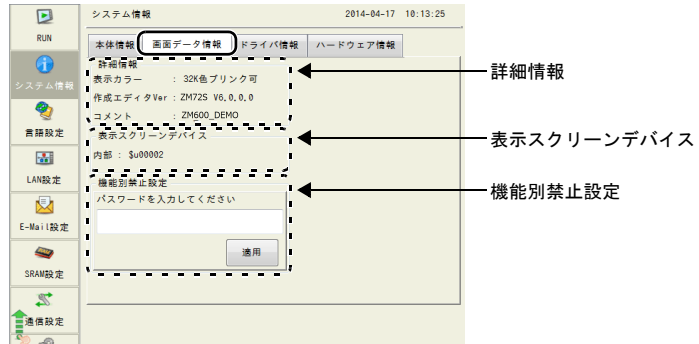 システム情報 2014-04-17 10:13:25
RUN
本体情報 画面データ情報 ドライバ情報 ハードウェア情報
システム情報
詳細情報
表示カラー : 32K色ブリンク可
作成エディタVer : ZM72S V6.0.0.0
コメント : ZM600_DEMO
詳細情報
言語設定
表示スクリーンデバイス
内部 : $u00002
表示スクリーンデバイス
LAN設定
機能別禁止設定
パスワードを入力してください
適用
機能別禁止設定
E-Mail設定
SRAM設定
通信設定